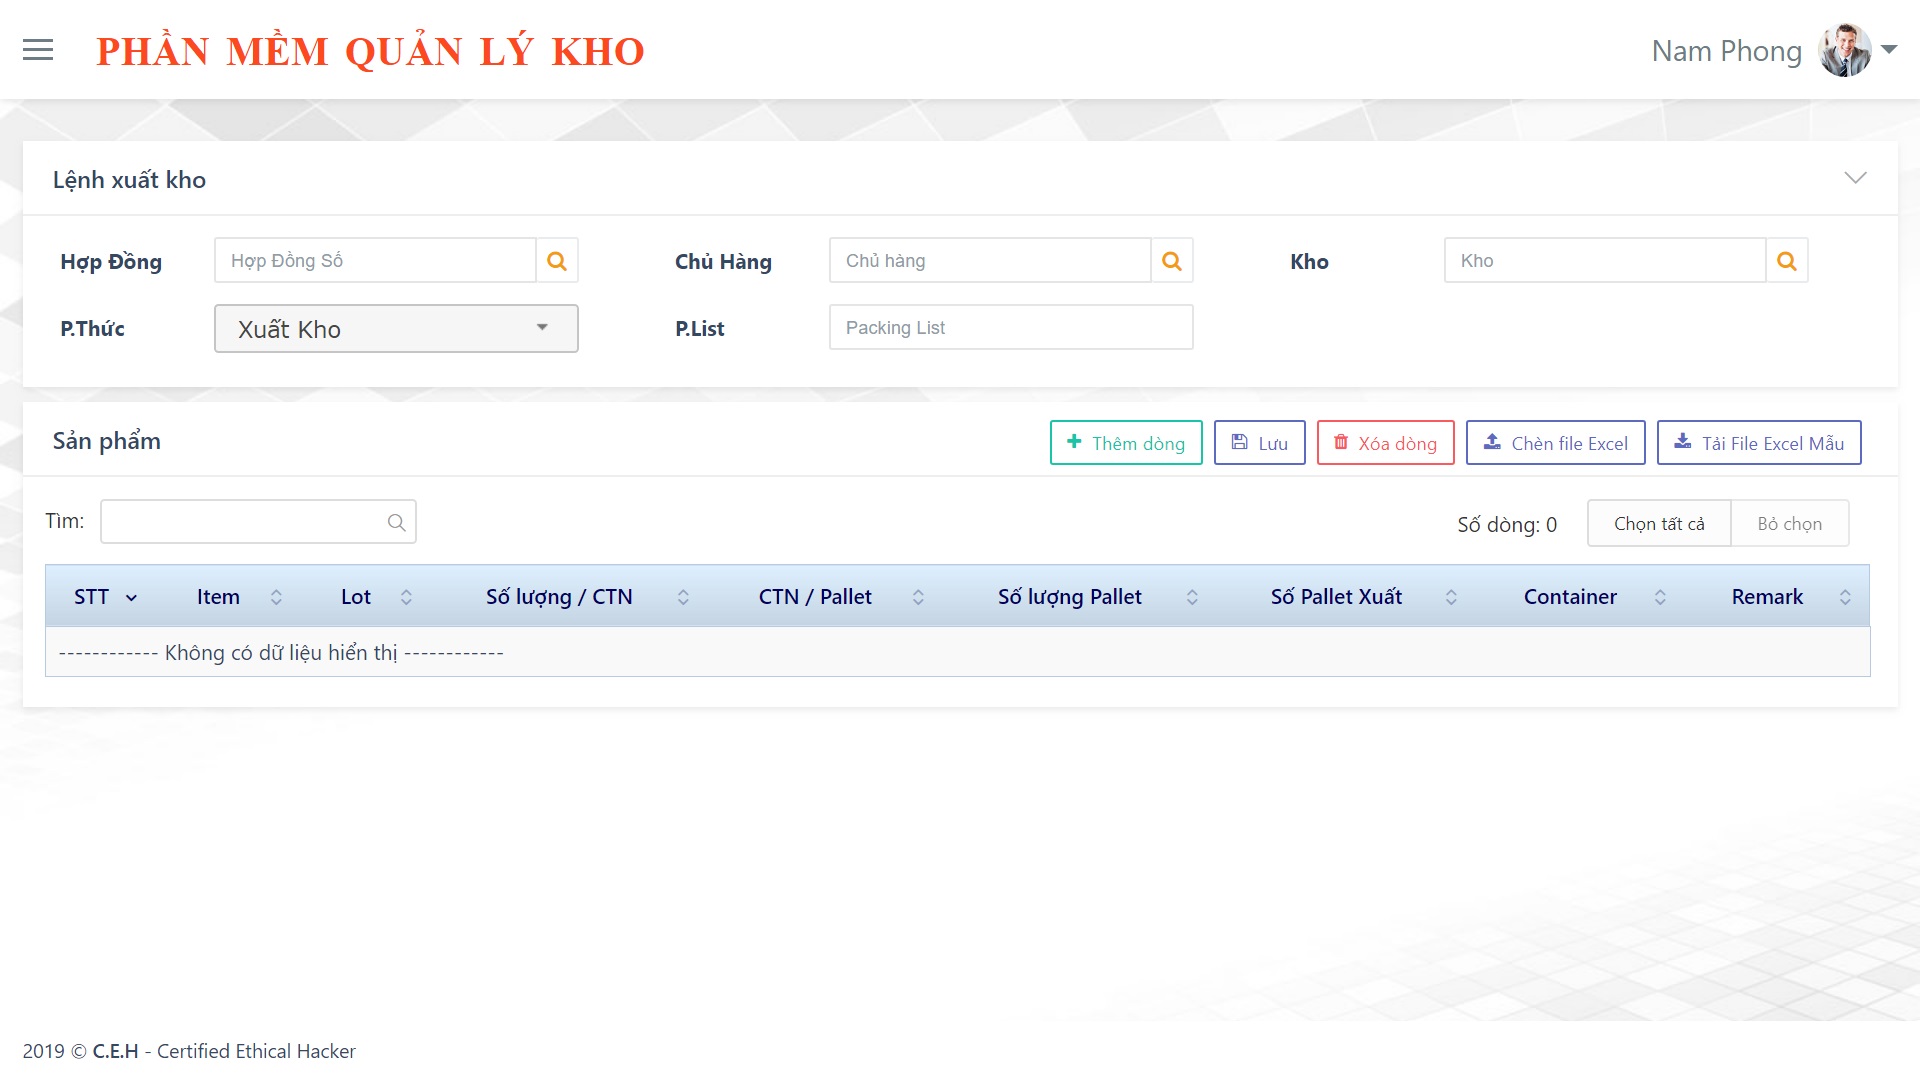 PHẦN MỀM QUẢN LÝ KHO
Nam Phong
Lệnh xuất kho
Hợp Đồng
Hợp Đồng Số
Chủ Hàng
Chủ hàng
Kho
Kho
P.Thức
Xuất Kho
P.List
Packing List
Sản phẩm
Thêm dòng
Lưu
Xóa dòng
Chèn file Excel
Tải File Excel Mẫu
Tìm:
Số dòng: 0
Chọn tất cả
Bỏ chọn
STT Item Lot Số lượng / CTN CTN / Pallet Số lượng Pallet Số Pallet Xuất Container Remark
------------ Không có dữ liệu hiển thị ------------
2019 © C.E.H - Certified Ethical Hacker